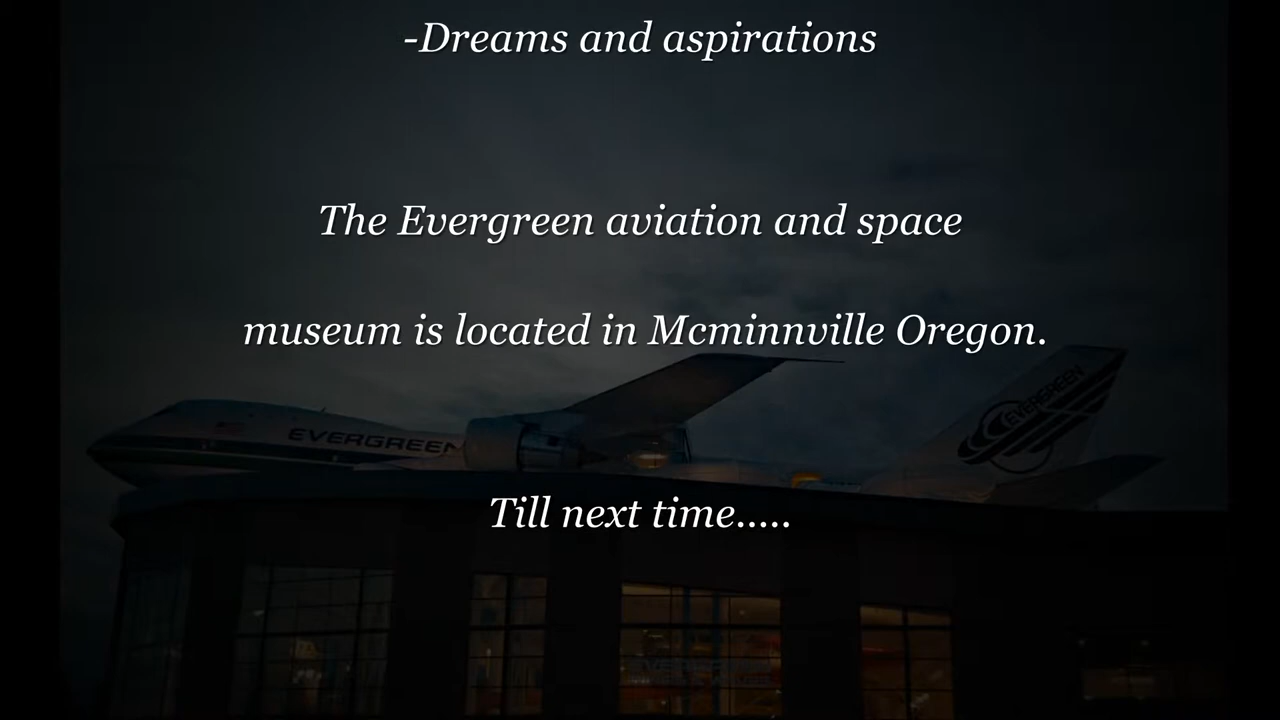 -Dreams and aspirations
The Evergreen aviation and space
museum is located in Mcminnville Oregon.
EVERGREEN
EVERGREEN
Till next time.....